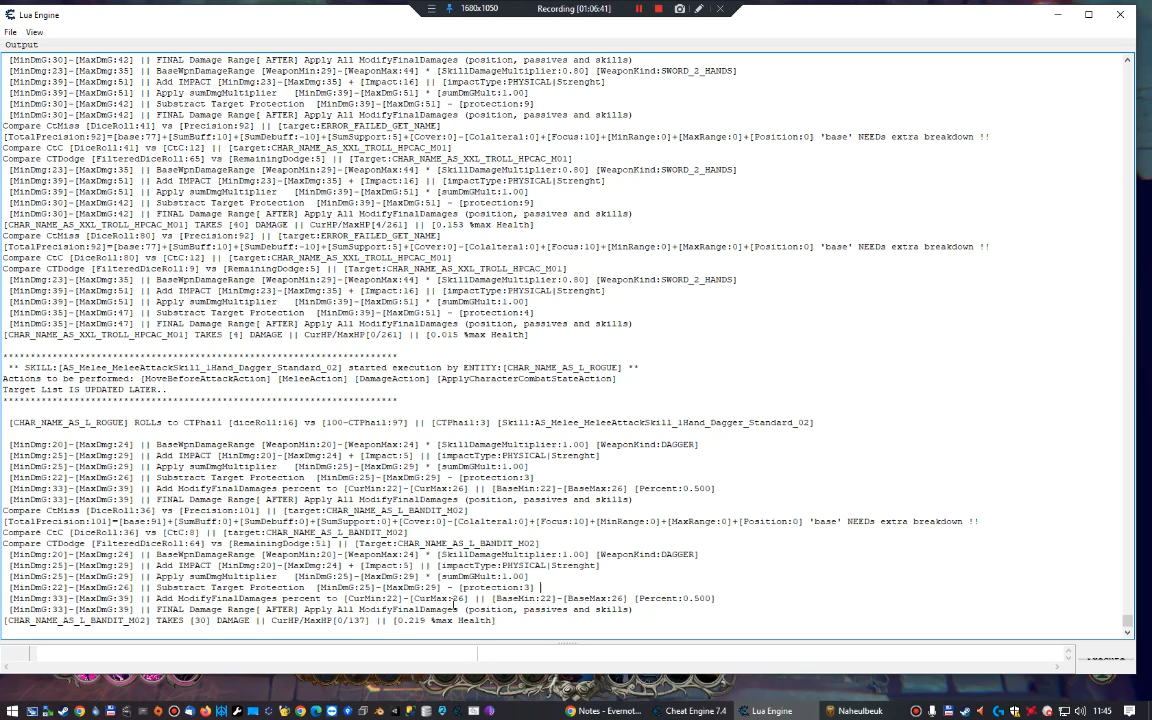 1680x1050 Recording (01:06:41)
Lua Engine
File View
Output
[MinDmg:30]-[MaxDmg:42] || FINAL Damage Range[ AFTER] Apply All ModifyFinalDamages (position, passives and skills)
[MinDmg:23]-[MaxDmg:35] || BaseWpnDamageRange [WeaponMin:29]-[WeaponMax:44] * [SkillDamageMultiplier:0.80] [WeaponKind:SWORD_2_HANDS]
[MinDmg:39]-[MaxDmg:51] || Add IMPACT [MinDmg:23]-[MaxDmg:35] + [Impact:16] || [impactType:PHYSICAL|Strenght]
[MinDmg:39]-[MaxDmg:51] || Apply sumDmgMultiplier [MinDmg:39]-[MaxDmg:51] * [sumDmGMult:1.00]
[MinDmg:30]-[MaxDmg:42] || Substract Target Protection [MinDmg:39]-[MaxDmg:51] - [protection:9]
Compare CtMiss [DiceRoll:41] vs [Precision:92] || [target:ERROR_FAILED_GET_NAME]
[TotalPrecision:92]=[base:77]+[SumBuff:10]+[SumDebuff:-10]+[SumSupport:5]+[Cover:0]-[Colalteral:0]+[Focus:10]+[MinRange:0]+[MaxRange:0]+[Position:0] 'base' NEEDs extra breakdown !!
Compare CtC [DiceRoll:41] vs [CtC:12] || [target:CHAR_NAME_AS_XXL_TROLL_HPCAC_M01]
Compare CTDodge [FilteredDiceRoll:65] vs [RemainingDodge:5] || [Target:CHAR_NAME_AS_XXL_TROLL_HPCAC_M01]
[MinDmg:23]-[MaxDmg:35] || BaseWpnDamageRange [WeaponMin:29]-[WeaponMax:44] * [SkillDamageMultiplier:0.80] [WeaponKind:SWORD_2_HANDS]
[MinDmg:39]-[MaxDmg:51] || Add IMPACT [MinDmg:23]-[MaxDmg:35] + [Impact:16] || [impactType:PHYSICAL|Strenght]
[MinDmg:39]-[MaxDmg:51] || Apply sumDmgMultiplier [MinDmg:39]-[MaxDmg:51] * [sumDmGMult:1.00]
[MinDmg:30]-[MaxDmg:42] || Substract Target Protection [MinDmg:39]-[MaxDmg:51] - [protection:9]
[MinDmg:30]-[MaxDmg:42] || FINAL Damage Range[ AFTER] Apply All ModifyFinalDamages (position, passives and skills)
[CHAR_NAME_AS_XXL_TROLL_HPCAC_M01] TAKES [40] DAMAGE || CurHP/MaxHP[4/261] || [0.153 %max Health]
Compare CtMiss [DiceRoll:80] vs [Precision:92] || [target:ERROR_FAILED_GET_NAME]
[TotalPrecision:92]=[base:77]+[SumBuff:10]+[SumDebuff:-10]+[SumSupport:5]+[Cover:0]-[Colalteral:0]+[Focus:10]+[MinRange:0]+[MaxRange:0]+[Position:0] 'base' NEEDs extra breakdown !!
Compare CtC [DiceRoll:80] vs [CtC:12] || [target:CHAR_NAME_AS_XXL_TROLL_HPCAC_M01]
Compare CTDodge [FilteredDiceRoll:9] vs [RemainingDodge:5] || [Target:CHAR_NAME_AS_XXL_TROLL_HPCAC_M01]
[MinDmg:23]-[MaxDmg:35] || BaseWpnDamageRange [WeaponMin:29]-[WeaponMax:44] * [SkillDamageMultiplier:0.80] [WeaponKind:SWORD_2_HANDS]
[MinDmg:39]-[MaxDmg:51] || Add IMPACT [MinDmg:23]-[MaxDmg:35] + [Impact:16] || [impactType:PHYSICAL|Strenght]
[MinDmg:39]-[MaxDmg:51] || Apply sumDmgMultiplier [MinDmg:39]-[MaxDmg:51] * [sumDmGMult:1.00]
[MinDmg:35]-[MaxDmg:47] || Substract Target Protection [MinDmg:39]-[MaxDmg:51] - [protection:4]
[MinDmg:35]-[MaxDmg:47] || FINAL Damage Range[ AFTER] Apply All ModifyFinalDamages (position, passives and skills)
[CHAR_NAME_AS_XXL_TROLL_HPCAC_M01] TAKES [4] DAMAGE || CurHP/MaxHP[0/261] || [0.015 %max Health]
************************************************************************
** SKILL:[AS_Melee_MeleeAttackSkill_1Hand_Dagger_Standard_02] started execution by ENTITY:[CHAR_NAME_AS_L_ROGUE] **
Actions to be performed: [MoveBeforeAttackAction] [MeleeAction] [DamageAction] [ApplyCharacterCombatStateAction]
Target List IS UPDATED LATER..
************************************************************************
[CHAR_NAME_AS_L_ROGUE] ROLLs to CTPhail [diceRoll:16] vs [100-CTPhail:97] || [CTPhail:3] [Skill:AS_Melee_MeleeAttackSkill_1Hand_Dagger_Standard_02]
[MinDmg:20]-[MaxDmg:24] || BaseWpnDamageRange [WeaponMin:20]-[WeaponMax:24] * [SkillDamageMultiplier:1.00] [WeaponKind:DAGGER]
[MinDmg:25]-[MaxDmg:29] || Add IMPACT [MinDmg:20]-[MaxDmg:24] + [Impact:5] || [impactType:PHYSICAL|Strenght]
[MinDmg:25]-[MaxDmg:29] || Apply sumDmgMultiplier [MinDmg:25]-[MaxDmg:29] * [sumDmGMult:1.00]
[MinDmg:22]-[MaxDmg:26] || Substract Target Protection [MinDmg:25]-[MaxDmg:29] - [protection:3]
[MinDmg:33]-[MaxDmg:39] || Add ModifyFinalDamages percent to [CurMin:22]-[CurMax:26] || [BaseMin:22]-[BaseMax:26] [Percent:0.500]
[MinDmg:33]-[MaxDmg:39] || FINAL Damage Range[ AFTER] Apply All ModifyFinalDamages (position, passives and skills)
Compare CtMiss [DiceRoll:36] vs [Precision:101] || [target:CHAR_NAME_AS_L_BANDIT_M02]
[TotalPrecision:101]=[base:91]+[SumBuff:0]+[SumDebuff:0]+[SumSupport:0]+[Cover:0]-[Colalteral:0]+[Focus:10]+[MinRange:0]+[MaxRange:0]+[Position:0] 'base' NEEDs extra breakdown !!
Compare CtC [DiceRoll:36] vs [CtC:8] || [target:CHAR_NAME_AS_L_BANDIT_M02]
Compare CTDodge [FilteredDiceRoll:64] vs [RemainingDodge:51] || [Target:CHAR_NAME_AS_L_BANDIT_M02]
[MinDmg:20]-[MaxDmg:24] || BaseWpnDamageRange [WeaponMin:20]-[WeaponMax:24] * [SkillDamageMultiplier:1.00] [WeaponKind:DAGGER]
[MinDmg:25]-[MaxDmg:29] || Add IMPACT [MinDmg:20]-[MaxDmg:24] + [Impact:5] || [impactType:PHYSICAL|Strenght]
[MinDmg:25]-[MaxDmg:29] || Apply sumDmgMultiplier [MinDmg:25]-[MaxDmg:29] * [sumDmGMult:1.00]
[MinDmg:22]-[MaxDmg:26] || Substract Target Protection [MinDmg:25]-[MaxDmg:29] - [protection:3]
[MinDmg:33]-[MaxDmg:39] || Add ModifyFinalDamages percent to [CurMin:22]-[CurMax:26] || [BaseMin:22]-[BaseMax:26] [Percent:0.500]
[MinDmg:33]-[MaxDmg:39] || FINAL Damage Range[ AFTER] Apply All ModifyFinalDamages (position, passives and skills)
[CHAR_NAME_AS_L_BANDIT_M02] TAKES [30] DAMAGE || CurHP/MaxHP[0/137] || [0.219 %max Health]
Notes - Evernot... Cheat Engine 7.4 Lua Engine Naheulbeuk 11:45